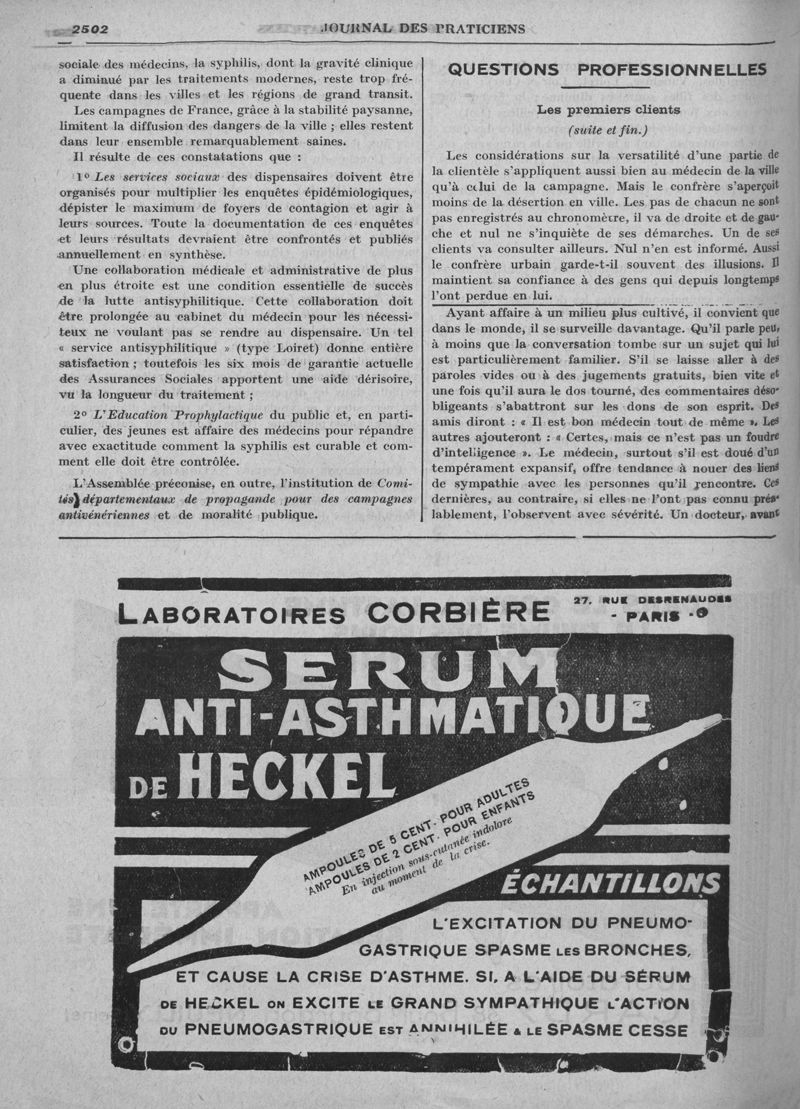 2502
JOURNAL DES PRATICIENS
sociale des médecins, la syphilis, dont la gravité clinique
a diminué par les traitements modernes, reste trop fré-
quente dans les villes et les régions de grand transit.
Les campagnes de France, grâce à la stabilité paysanne,
limitent la diffusion des dangers de la ville ; elles restent
dans leur ensemble remarquablement saines.
Il résulte de ces constatations que :
1º Les services sociaux des dispensaires doivent être
organisés pour multiplier les enquêtes épidémiologiques,
dépister le maximum de foyers de contagion et agir à
leurs sources. Toute la documentation de ces enquêtes
et leurs résultats devraient être confrontés et publiés
annuellement en synthèse.
Une collaboration médicale et administrative de plus
en plus étroite est une condition essentielle de succès
de la lutte antisyphilitique. Cette collaboration doit
être prolongée au cabinet du médecin pour les nécessi-
teux ne voulant pas se rendre au dispensaire. Un tel
« service antisyphilitique » (type Loiret) donne entière
satisfaction ; toutefois les six mois de garantie actuelle
des Assurances Sociales apportent une aide dérisoire,
vu la longueur du traitement ;
2º L'Education Prophylactique du public et, en parti-
culier, des jeunes est affaire des médecins pour répandre
avec exactitude comment la syphilis est curable et com-
ment elle doit être contrôlée.
L'Assemblée préconise, en outre, l'institution de Comi-
tés départementaux de propagande pour des campagnes
antivénériennes et de moralité publique.
QUESTIONS PROFESSIONNELLES
Les premiers clients
(suite et fin.)
Les considérations sur la versatilité d'une partie de
la clientèle s'appliquent aussi bien au médecin de la ville
qu'à celui de la campagne. Mais le confrère s'aperçoit
moins de la désertion en ville. Les pas de chacun ne sont
pas enregistrés au chronomètre, il va de droite et de gau-
che et nul ne s'inquiète de ses démarches. Un de ses
clients va consulter ailleurs. Nul n'en est informé. Aussi
le confrère urbain garde-t-il souvent des illusions. Il
maintient sa confiance à des gens qui depuis longtemps
l'ont perdue en lui.
Ayant affaire à un milieu plus cultivé, il convient que
dans le monde, il se surveille davantage. Qu'il parle peu,
à moins que la conversation tombe sur un sujet qui lui
est particulièrement familier. S'il se laisse aller à des
paroles vides ou à des jugements gratuits, bien vite et
une fois qu'il aura le dos tourné, des commentaires déso-
bligeants s'abattront sur les dons de son esprit. Des
amis diront : « Il est bon médecin tout de même ». Les
autres ajouteront : « Certes, mais ce n'est pas un foudre
d'intelligence ». Le médecin, surtout s'il est doué d'un
tempérament expansif, offre tendance à nouer des liens
de sympathie avec les personnes qu'il rencontre. Ces
dernières, au contraire, si elles ne l'ont pas connu préa-
lablement, l'observent avec sévérité. Un docteur, avant
LABORATOIRES CORBIÈRE
27, RUE DESRENAUDES
- PARIS -
SERUM
ANTI-ASTHMATIQUE
DE HECKEL
AMPOULES DE 5 CENT. POUR ADULTES
AMPOULES DE 2 CENT. POUR ENFANTS
En injection sous-cutanée indolore
au moment de la crise.
ÉCHANTILLONS
L'EXCITATION DU PNEUMO-
GASTRIQUE SPASME LES BRONCHES,
ET CAUSE LA CRISE D'ASTHME. SI, A L'AIDE DU SÉRUM
DE HECKEL ON EXCITE LE GRAND SYMPATHIQUE L'ACTION
DU PNEUMOGASTRIQUE EST ANNIHILÉE & LE SPASME CESSE